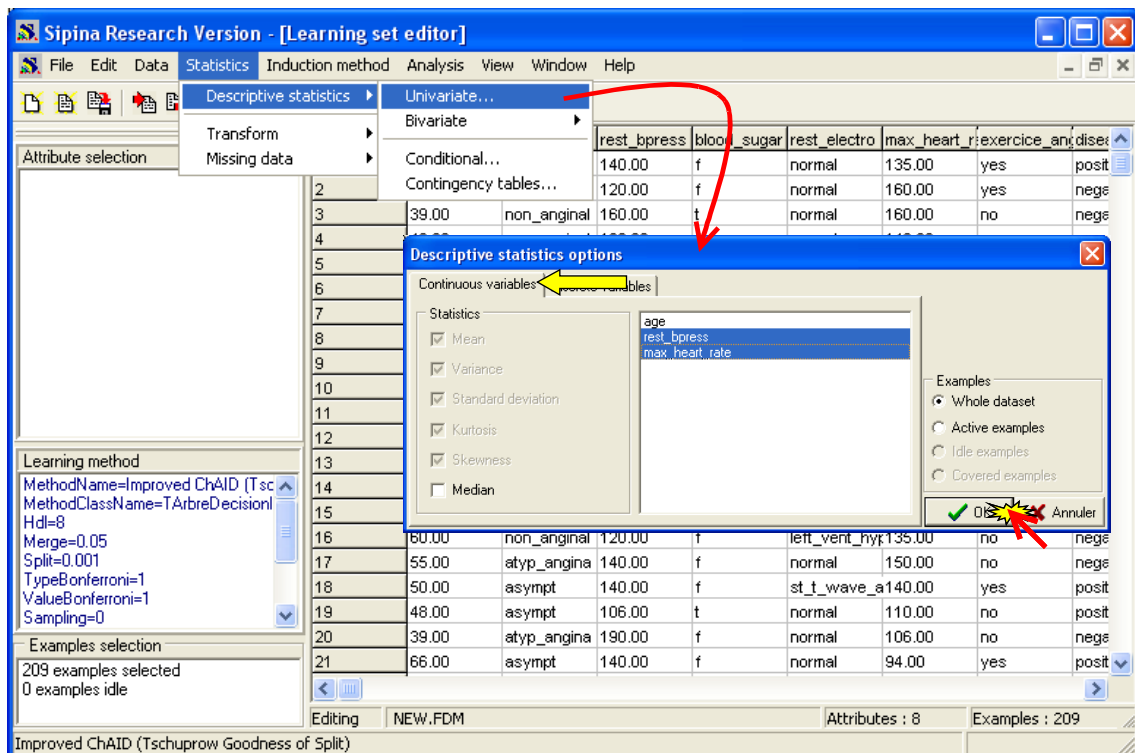 Sipina Research Version - [Learning set editor]
File Edit Data Statistics Induction method Analysis View Window Help
Descriptive statistics
Transform
Missing data
Univariate...
Bivariate
Conditional...
Contingency tables...
Attribute selection
rest_bpress blood_sugar rest_electro max_heart_r exercice_an disea
140.00 f normal 135.00 yes posit
2 120.00 f normal 160.00 yes nega
3 39.00 non_anginal 160.00 t normal 160.00 no nega
4
5
6
7
8
9
10
11
12
13
14
15
Descriptive statistics options
Continuous variables
Statistics
Mean
Variance
Standard deviation
Kurtosis
Skewness
Median
age
rest_bpress
max_heart_rate
Examples
Whole dataset
Active examples
Idle examples
Covered examples
Annuler
16 60.00 non_anginal 120.00 f left_vent_hyp 135.00 no nega
17 55.00 atyp_angina 140.00 f normal 150.00 no nega
18 50.00 asympt 140.00 f st_t_wave_a 140.00 yes posit
19 48.00 asympt 106.00 t normal 110.00 no posit
20 39.00 atyp_angina 190.00 f normal 106.00 no nega
21 66.00 asympt 140.00 f normal 94.00 yes posit
Learning method
MethodName=Improved ChAID (Tsc
MethodClassName=TArbreDecisionI
Hdl=8
Merge=0.05
Split=0.001
TypeBonferroni=1
ValueBonferroni=1
Sampling=0
Examples selection
209 examples selected
0 examples idle
Editing NEW.FDM Attributes : 8 Examples : 209
Improved ChAID (Tschuprow Goodness of Split)